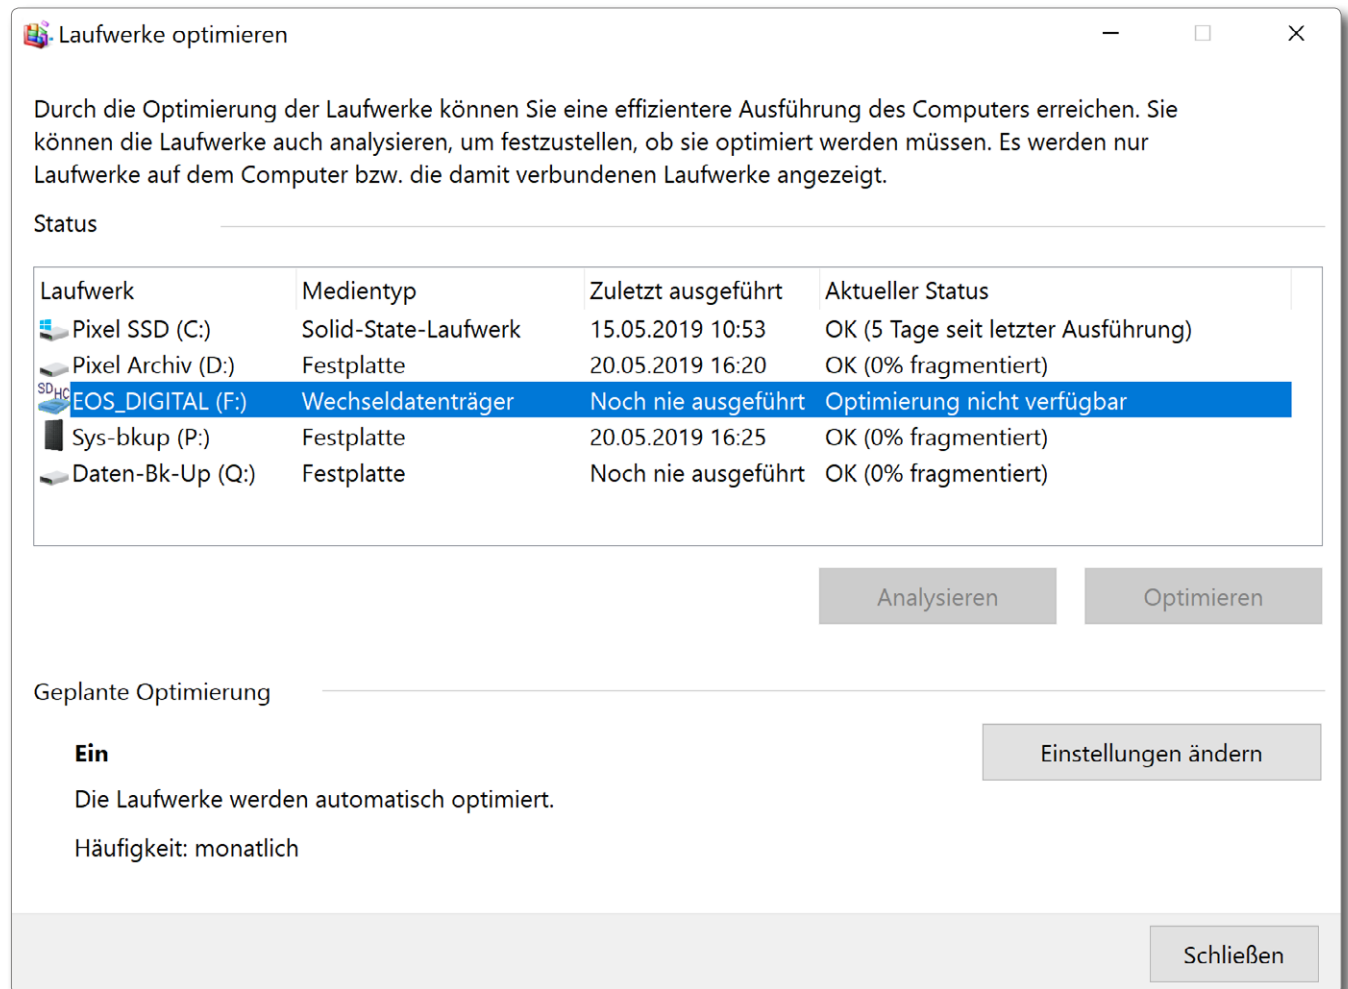 Laufwerke optimieren
Durch die Optimierung der Laufwerke können Sie eine effizientere Ausführung des Computers erreichen. Sie
können die Laufwerke auch analysieren, um festzustellen, ob sie optimiert werden müssen. Es werden nur
Laufwerke auf dem Computer bzw. die damit verbundenen Laufwerke angezeigt.
Status
Laufwerk Medientyp Zuletzt ausgeführt Aktueller Status
Pixel SSD (C:) Solid-State-Laufwerk 15.05.2019 10:53 OK (5 Tage seit letzter Ausführung)
Pixel Archiv (D:) Festplatte 20.05.2019 16:20 OK (0% fragmentiert)
SDHC EOS_DIGITAL (F:) Wechseldatenträger Noch nie ausgeführt Optimierung nicht verfügbar
Sys-bkup (P:) Festplatte 20.05.2019 16:25 OK (0% fragmentiert)
Daten-Bk-Up (Q:) Festplatte Noch nie ausgeführt OK (0% fragmentiert)
Analysieren Optimieren
Geplante Optimierung
Ein Einstellungen ändern
Die Laufwerke werden automatisch optimiert.
Häufigkeit: monatlich
Schließen